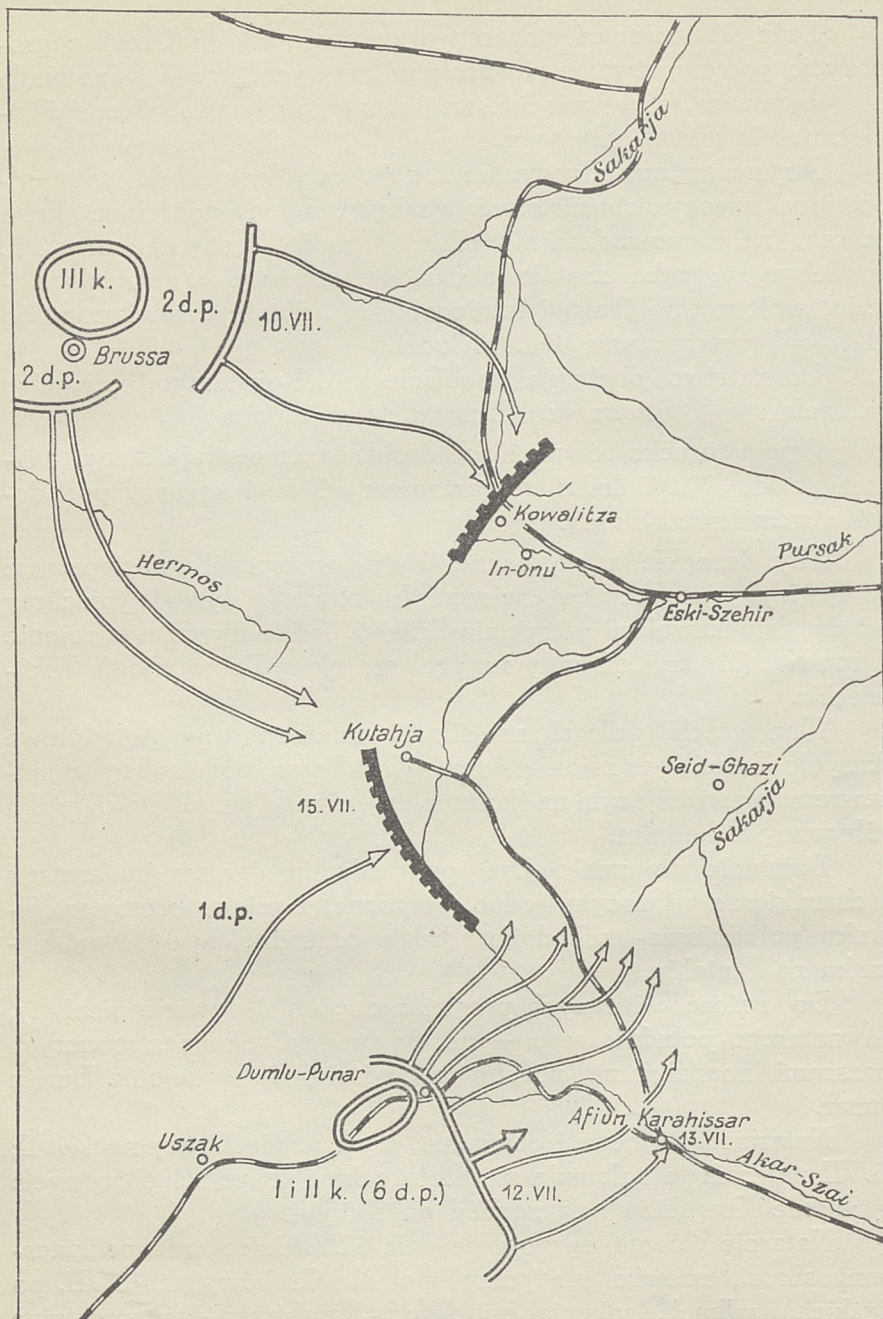 Sakarja
III k.
2 d.p.
10.VII.
Brussa
2 d.p.
Kowalitza
Hermos
In-onu
Pursak
Eski-Szehir
Kutahja
Seid-Ghazi
15.VII.
Sakarja
1 d.p.
Dumlu-Punar
Afiun Karahissar
13.VII.
Uszak
Akar-Szai
I i II k. (6 d.p.)
12.VII.